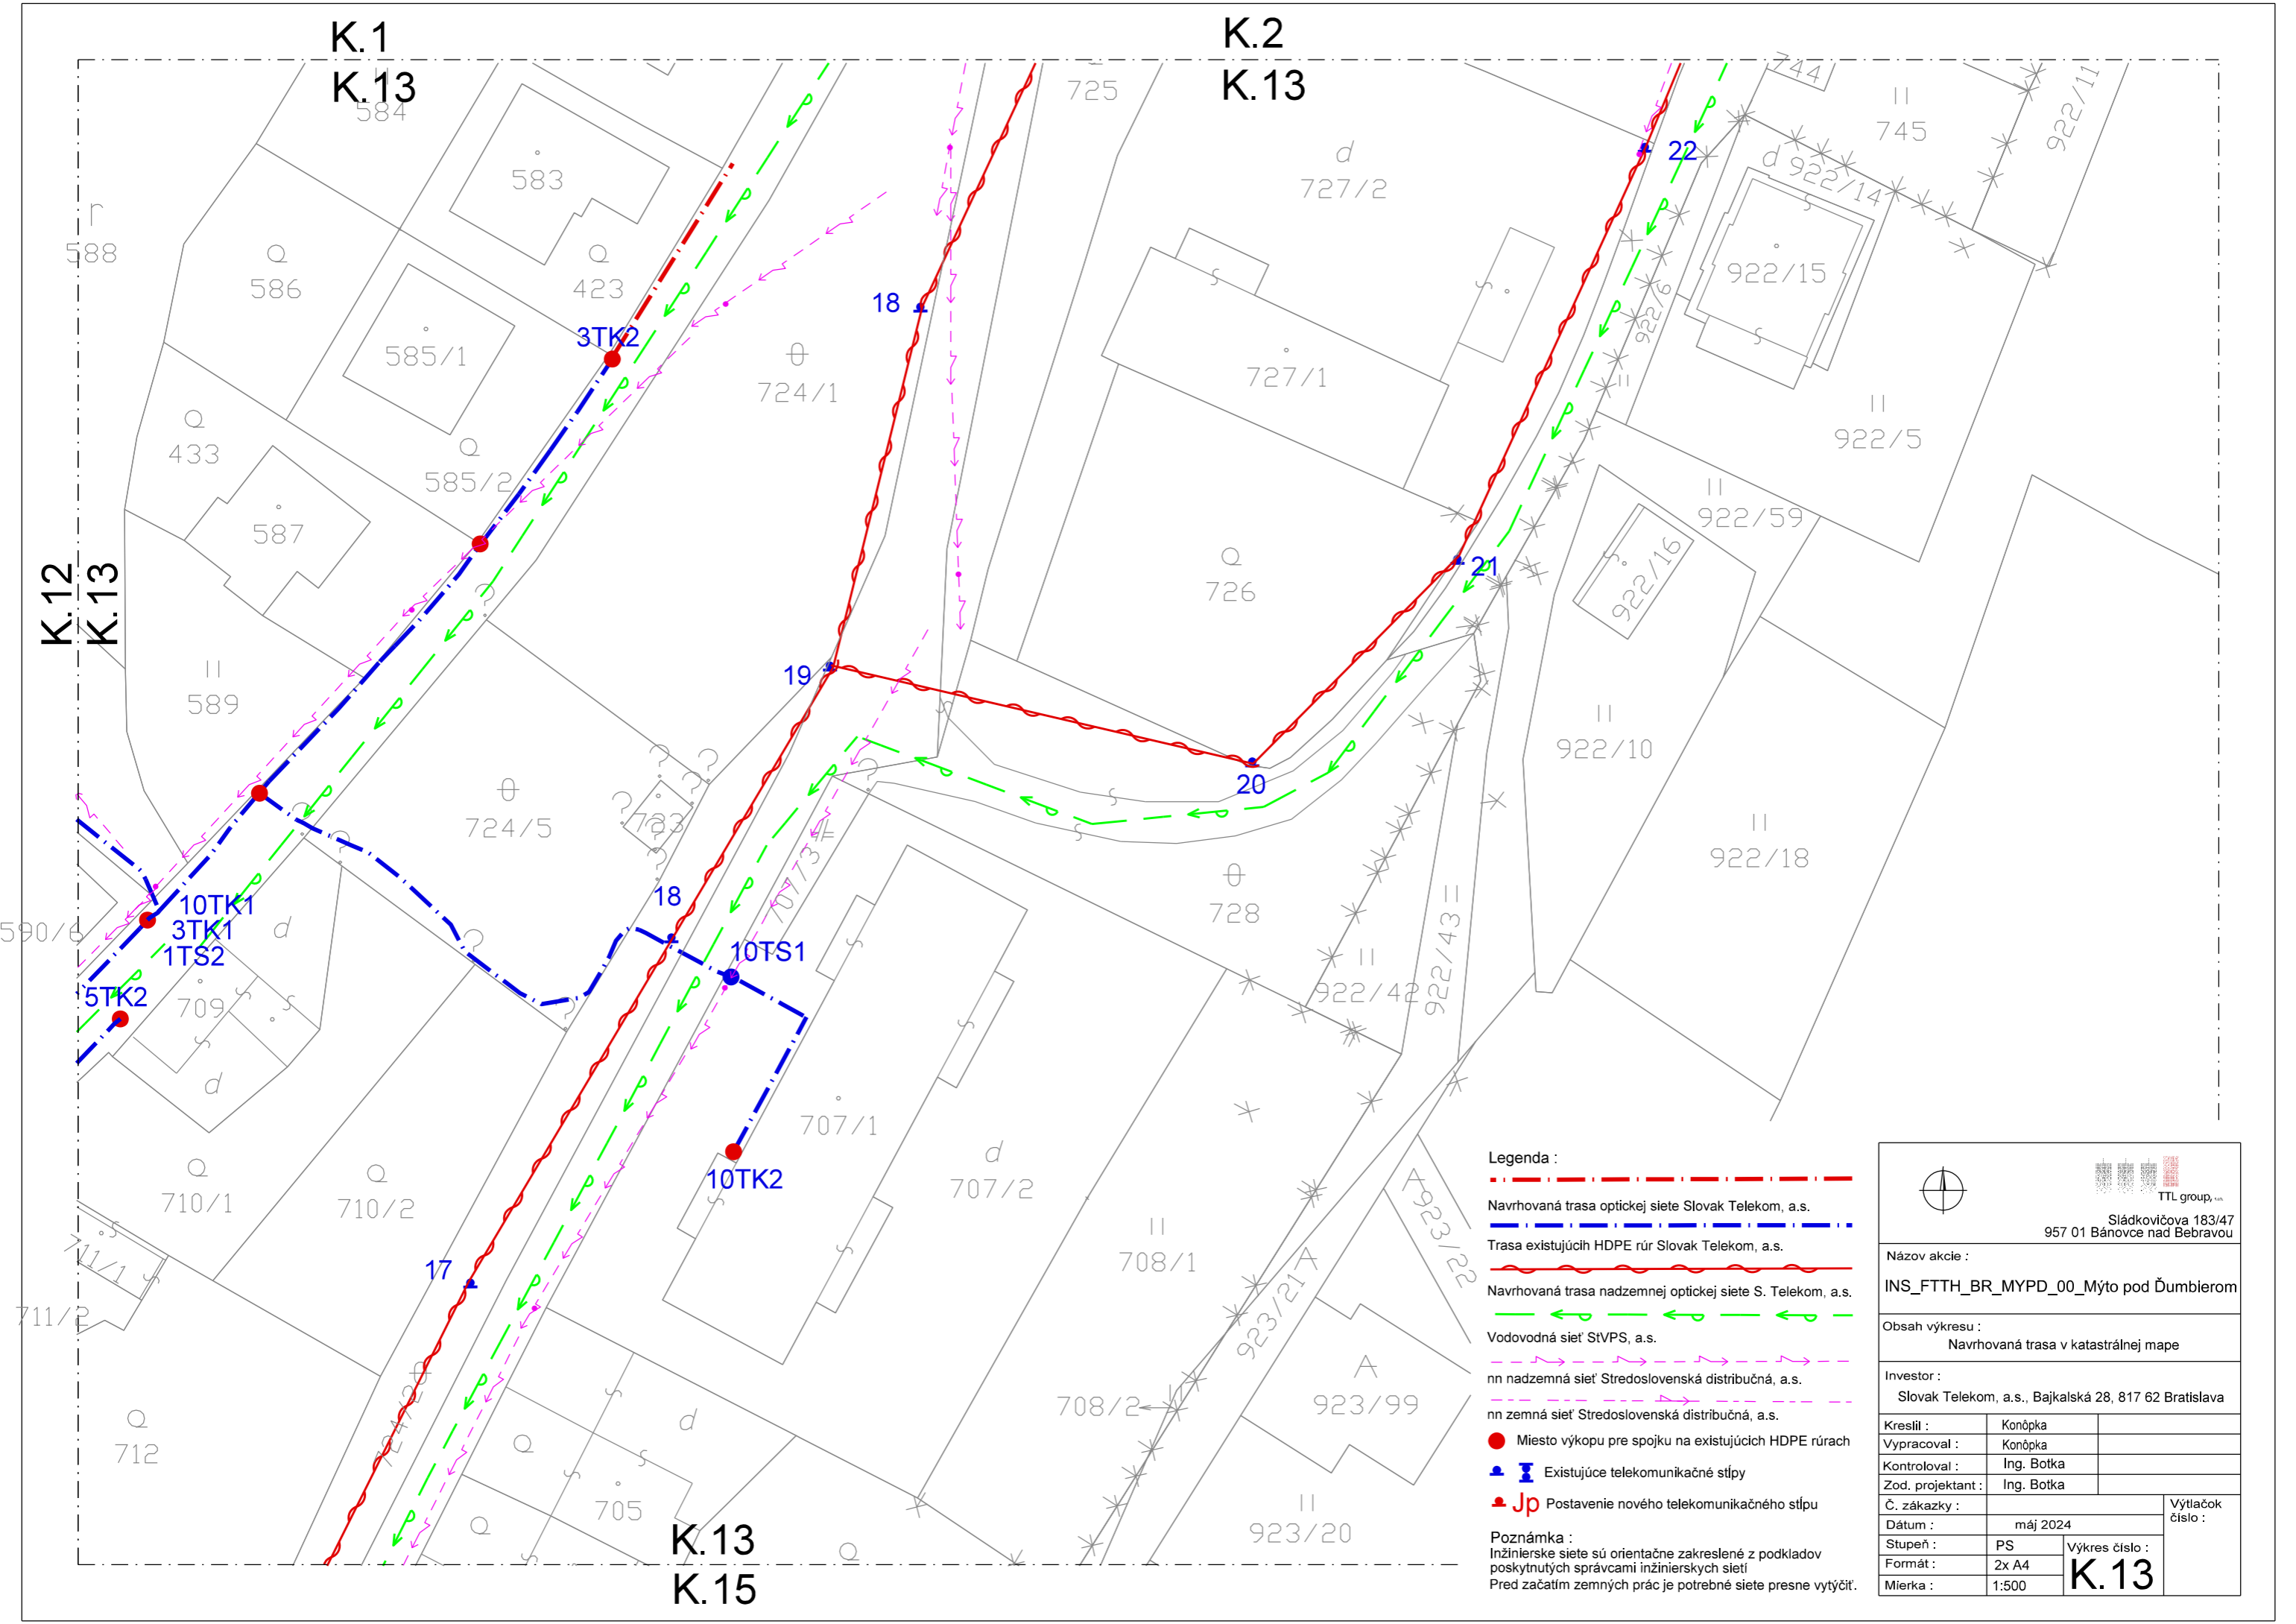 K.1
K.2
K.13
K.13
584
725
744
745
922/11
583
727/2
22
922/14
588
586
423
922/15
922/6
3TK2
18
585/1
724/1
727/1
922/5
433
585/2
587
922/59
922/16
K.12
K.13
726
21
19
589
922/10
20
724/5
723
707/3
922/18
18
728
10TK1
3TK1
1TS2
590/6
10TS1
922/43
922/42
5TK2
709
707/1
10TK2
707/2
710/1
710/2
711/1
711/2
17
708/1
923/22
923/21
708/2
923/99
712
724/28
705
923/20
K.13
K.15
Legenda :
Navrhovaná trasa optickej siete Slovak Telekom, a.s.
Trasa existujúcih HDPE rúr Slovak Telekom, a.s.
Navrhovaná trasa nadzemnej optickej siete S. Telekom, a.s.
Vodovodná sieť StVPS, a.s.
nn nadzemná sieť Stredoslovenská distribučná, a.s.
nn zemná sieť Stredoslovenská distribučná, a.s.
Miesto výkopu pre spojku na existujúcich HDPE rúrach
Existujúce telekomunikačné stĺpy
Jp Postavenie nového telekomunikačného stĺpu
Poznámka :
Inžinierske siete sú orientačne zakreslené z podkladov
poskytnutých správcami inžinierskych sietí
Pred začatím zemných prác je potrebné siete presne vytýčiť.
TTL group,
Sládkovičova 183/47
957 01 Bánovce nad Bebravou
Názov akcie :
INS_FTTH_BR_MYPD_00_Mýto pod Ďumbierom
Obsah výkresu :
Navrhovaná trasa v katastrálnej mape
Investor :
Slovak Telekom, a.s., Bajkalská 28, 817 62 Bratislava
Kreslil : Konôpka
Vypracoval : Konôpka
Kontroloval : Ing. Botka
Zod. projektant : Ing. Botka
Č. zákazky :
Výtlačok číslo :
Dátum : máj 2024
Stupeň : PS
Výkres číslo :
Formát : 2x A4
K.13
Mierka : 1:500